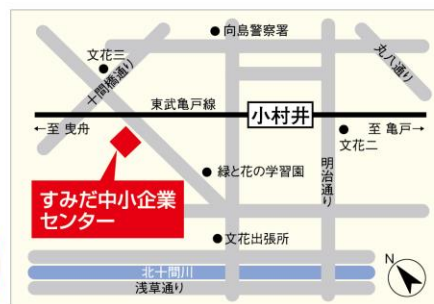 向島警察署
文花三
十間橋通り
丸八通り
東武亀戸線
小村井
←至 曳舟
至 亀戸→
文花二
すみだ中小企業
センター
緑と花の学習園
明治通り
文花出張所
北十間川
浅草通り
N